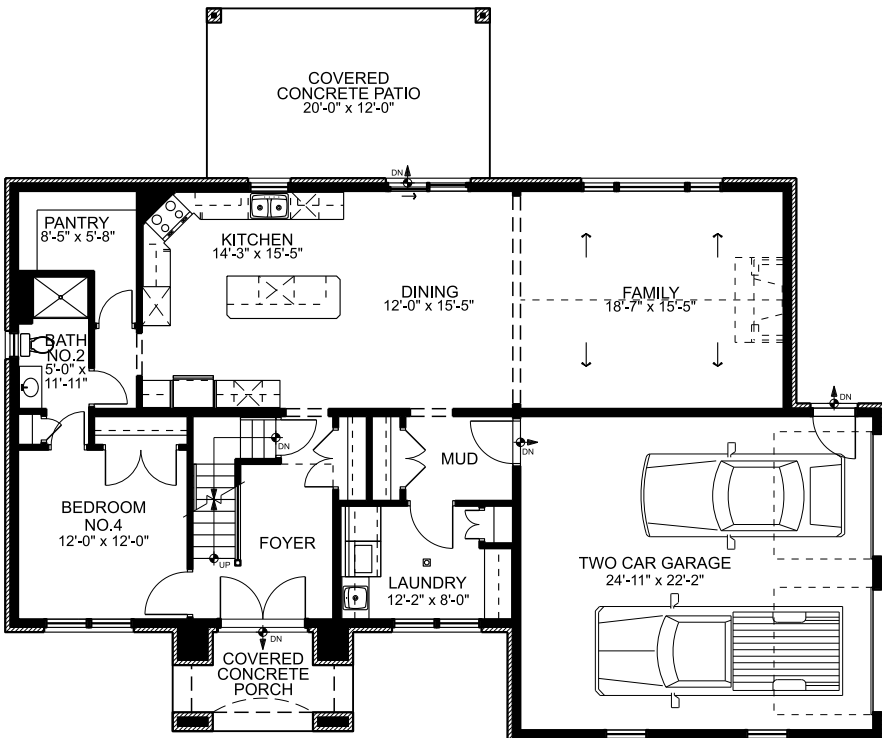 COVERED
CONCRETE PATIO
20'-0" x 12'-0"
DN
PANTRY
8'-5" x 5'-8"
KITCHEN
14'-3" x 15'-5"
DINING
12'-0" x 15'-5"
FAMILY
18'-7" x 15'-5"
BATH
NO.2
5'-0" x
11'-11"
DN
DN
MUD
DN
BEDROOM
NO.4
12'-0" x 12'-0"
FOYER
UP
LAUNDRY
12'-2" x 8'-0"
TWO CAR GARAGE
24'-11" x 22'-2"
DN
COVERED
CONCRETE
PORCH